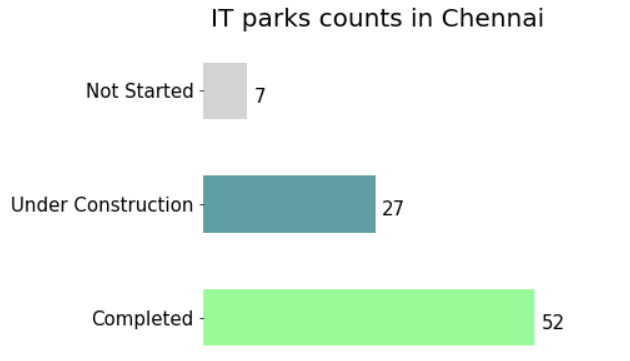 IT parks counts in Chennai
Not Started 7
Under Construction 27
Completed 52